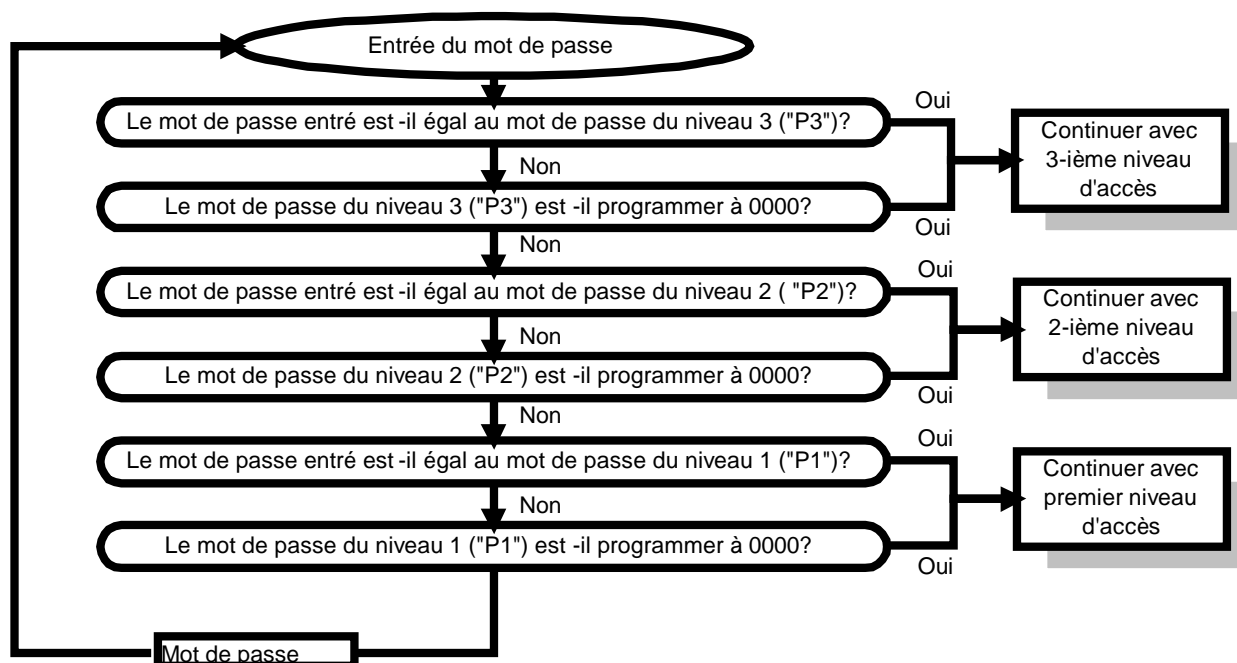 Entrée du mot de passe
Le mot de passe entré est -il égal au mot de passe du niveau 3 ("P3")?
Oui
Continuer avec
3-ième niveau
d'accès
Non
Le mot de passe du niveau 3 ("P3") est -il programmer à 0000?
Oui
Non
Le mot de passe entré est -il égal au mot de passe du niveau 2 ( "P2")?
Oui
Continuer avec
2-ième niveau
d'accès
Non
Le mot de passe du niveau 2 ("P2") est -il programmer à 0000?
Oui
Non
Le mot de passe entré est -il égal au mot de passe du niveau 1 ("P1")?
Oui
Continuer avec
premier niveau
d'accès
Non
Le mot de passe du niveau 1 ("P1") est -il programmer à 0000?
Oui
Mot de passe